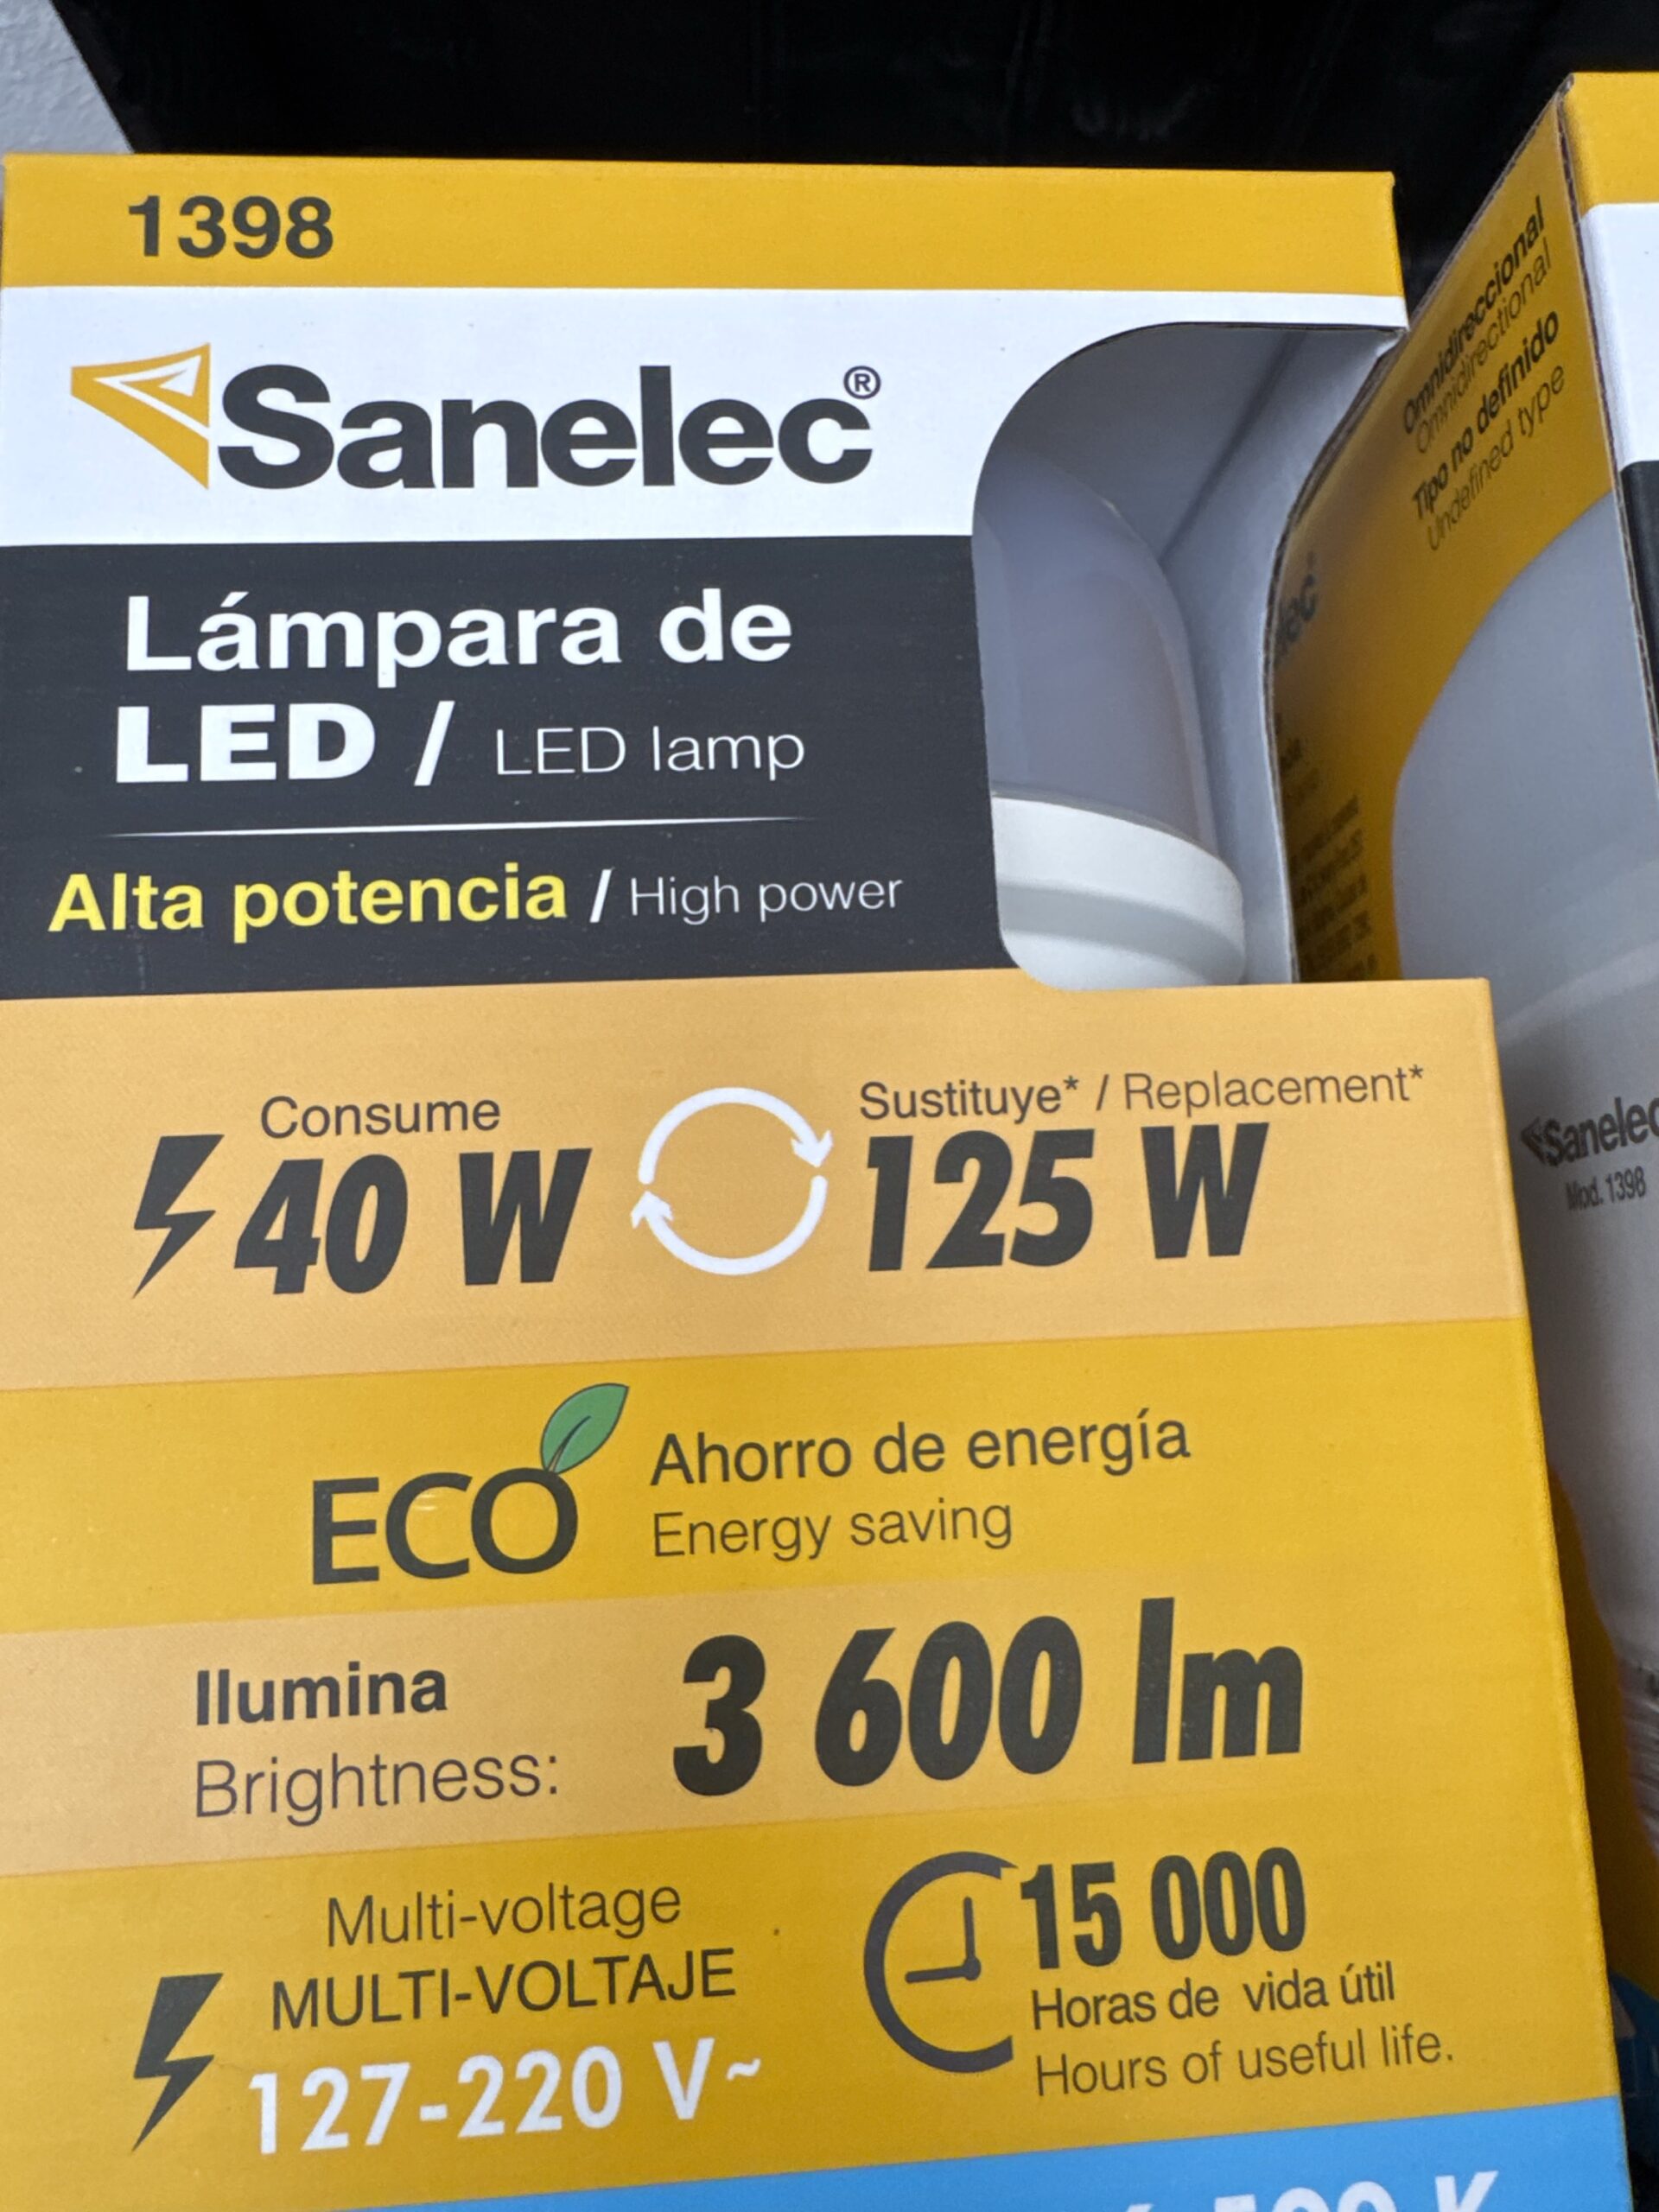 1398
Sanelec®
Lámpara de
LED / LED lamp
Alta potencia / High power
Consume
40 W
Sustituye* / Replacement*
125 W
ECO
Ahorro de energía
Energy saving
Ilumina
Brightness:
3 600 lm
Multi-voltage
MULTI-VOLTAJE
127-220 V~
15 000
Horas de vida útil
Hours of useful life.
Omnidireccional
Omnidirectional
Tipo no definido
Undefined type
Sanelec
Mod. 1398